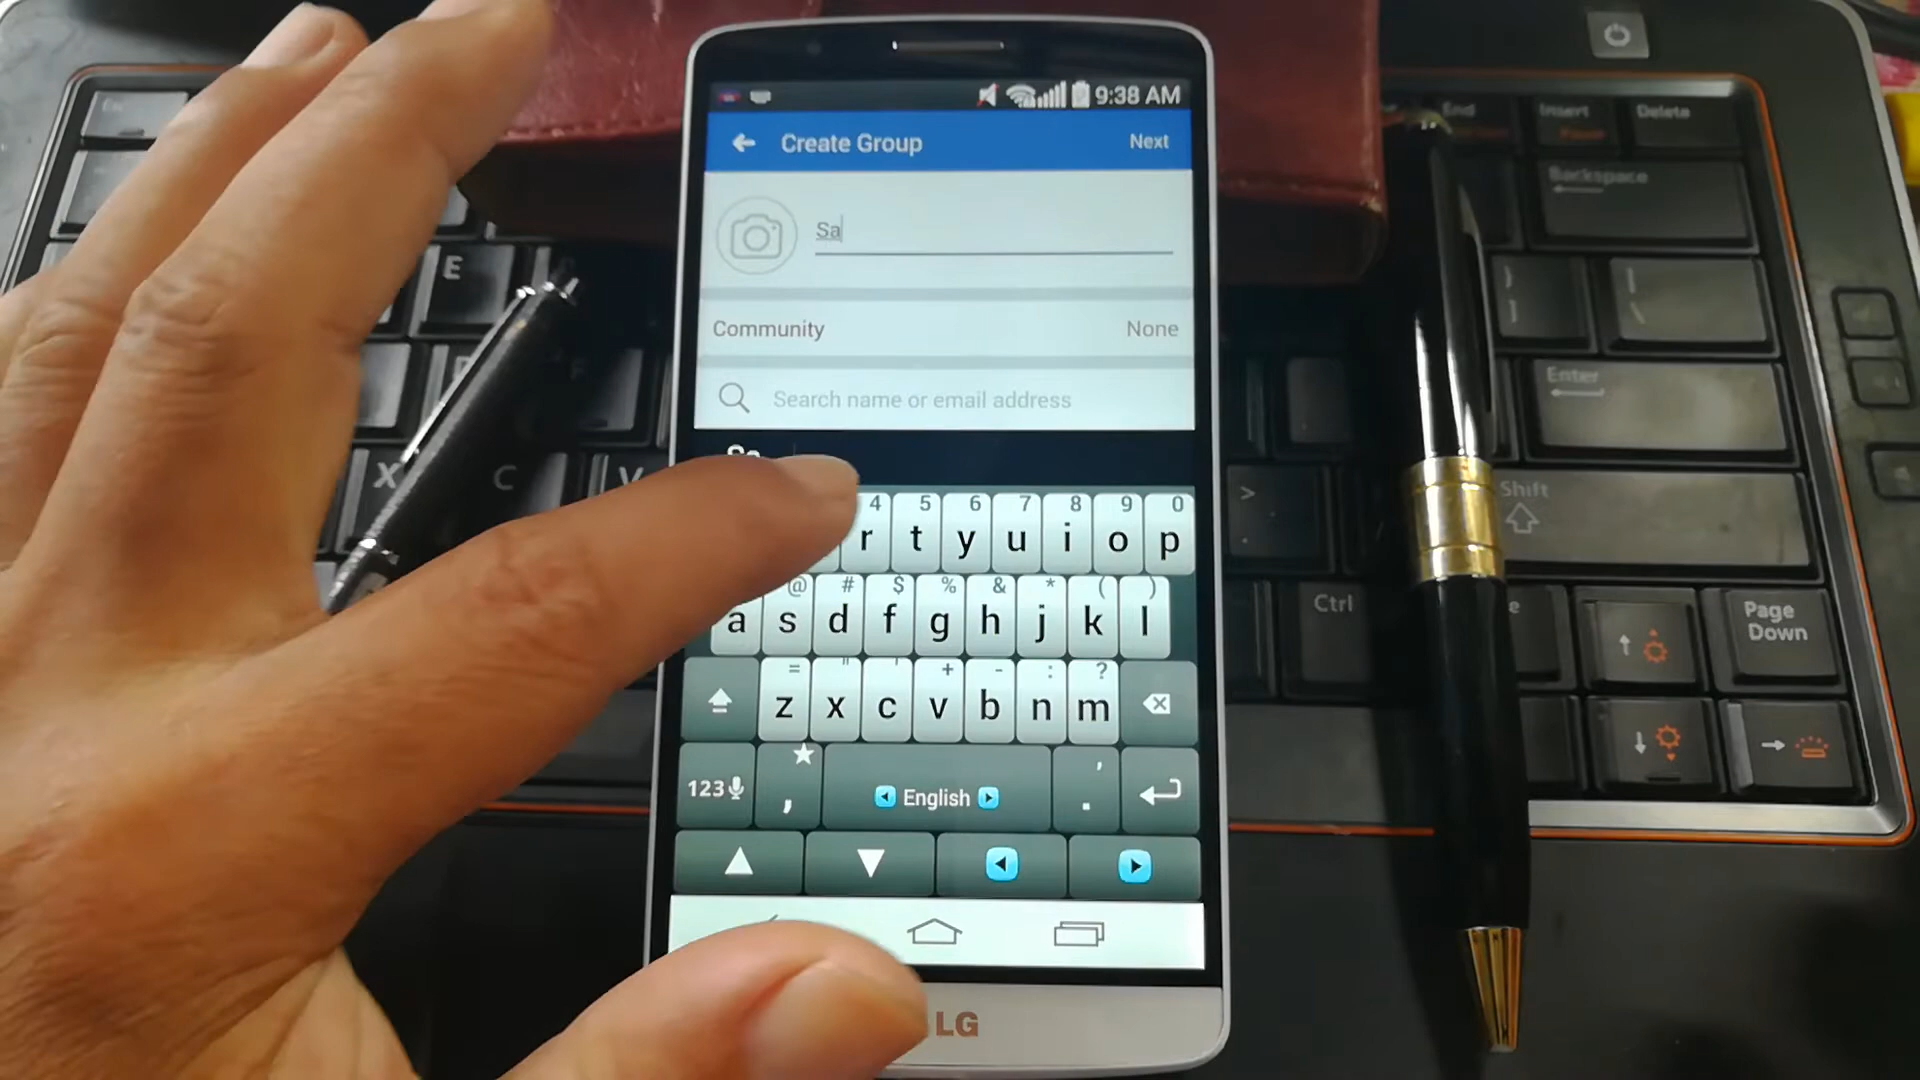 9:38 AM
Create Group Next
Sa
Community None
Search name or email address
4 5 6 7 8 9 0
r t y u i o p
@ # $ % & * ( )
a s d f g h j k l
= " ' + - : ?
z x c v b n m
123 , English . '
LG
End Insert Delete
Backspace
E
Enter
X C V
> Shift
Ctrl Page
Down